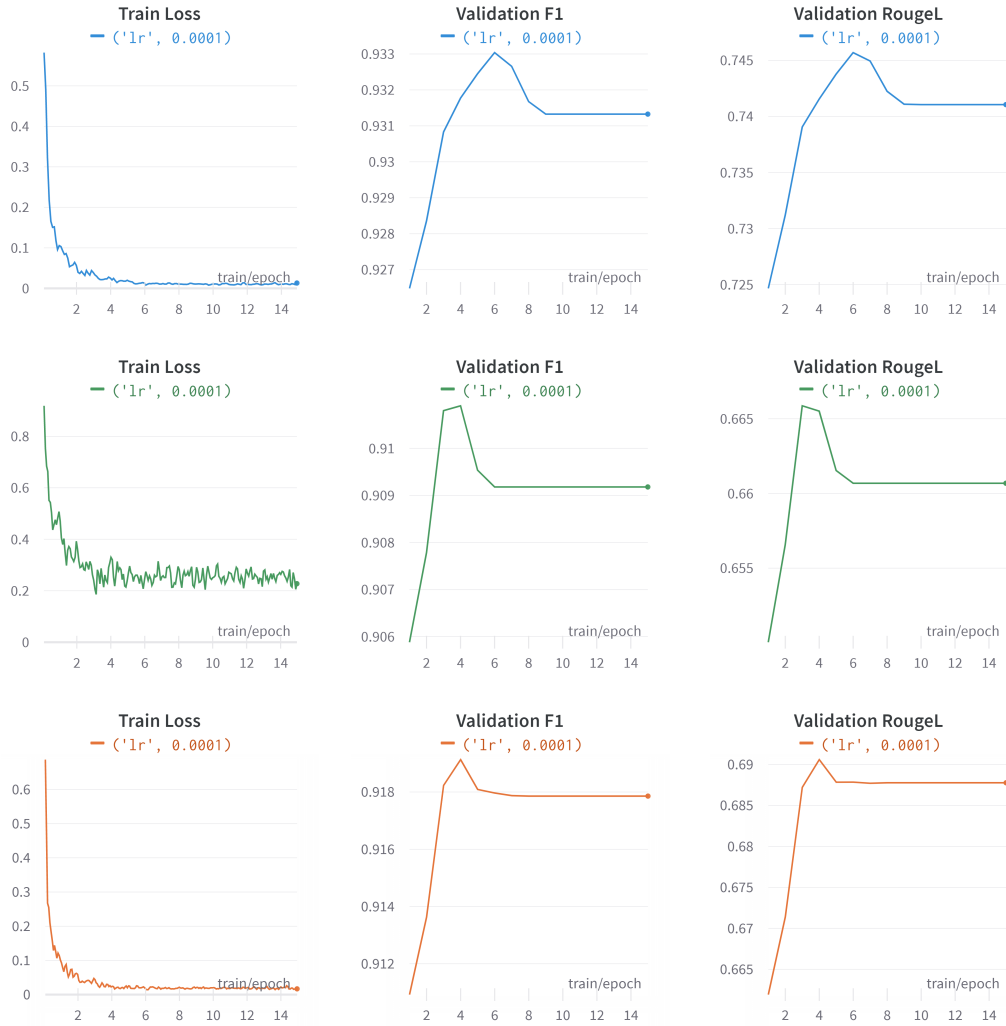 Train Loss
('lr', 0.0001)
0.5
0.4
0.3
0.2
0.1
0
train/epoch
2 4 6 8 10 12 14
Validation F1
('lr', 0.0001)
0.933
0.932
0.931
0.93
0.929
0.928
0.927
train/epoch
2 4 6 8 10 12 14
Validation RougeL
('lr', 0.0001)
0.745
0.74
0.735
0.73
0.725
train/epoch
2 4 6 8 10 12 14
Train Loss
('lr', 0.0001)
0.8
0.6
0.4
0.2
0
train/epoch
2 4 6 8 10 12 14
Validation F1
('lr', 0.0001)
0.91
0.909
0.908
0.907
0.906
train/epoch
2 4 6 8 10 12 14
Validation RougeL
('lr', 0.0001)
0.665
0.66
0.655
train/epoch
2 4 6 8 10 12 14
Train Loss
('lr', 0.0001)
0.6
0.5
0.4
0.3
0.2
0.1
0
train/epoch
2 4 6 8 10 12 14
Validation F1
('lr', 0.0001)
0.918
0.916
0.914
0.912
train/epoch
2 4 6 8 10 12 14
Validation RougeL
('lr', 0.0001)
0.69
0.685
0.68
0.675
0.67
0.665
train/epoch
2 4 6 8 10 12 14